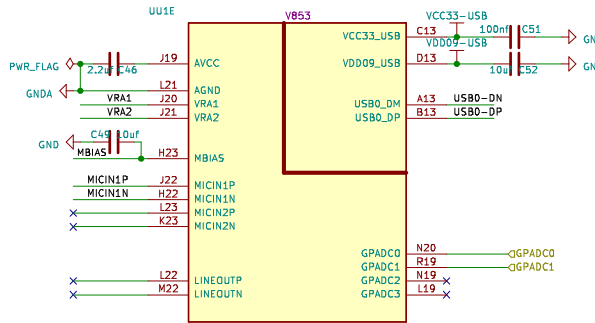 UU1E
V853
VCC33-USB
C13
VCC33_USB
100nf
C51
GN
VDD09-USB
D13
VDD09_USB
10u
C52
GN
J19
AVCC
PWR_FLAG
2.2uf
C46
L21
AGND
GNDA
VRA1
J20
VRA1
A13
USB0_DM
USB0-DN
VRA2
J21
VRA2
B13
USB0_DP
USB0-DP
C49
10uf
GND
MBIAS
H23
MBIAS
MICIN1P
J22
MICIN1P
MICIN1N
H22
MICIN1N
L23
MICIN2P
K23
MICIN2N
GPADC0
N20
GPADC0
GPADC1
R19
GPADC1
L22
LINEOUTP
GPADC2
N19
M22
LINEOUTN
GPADC3
L19